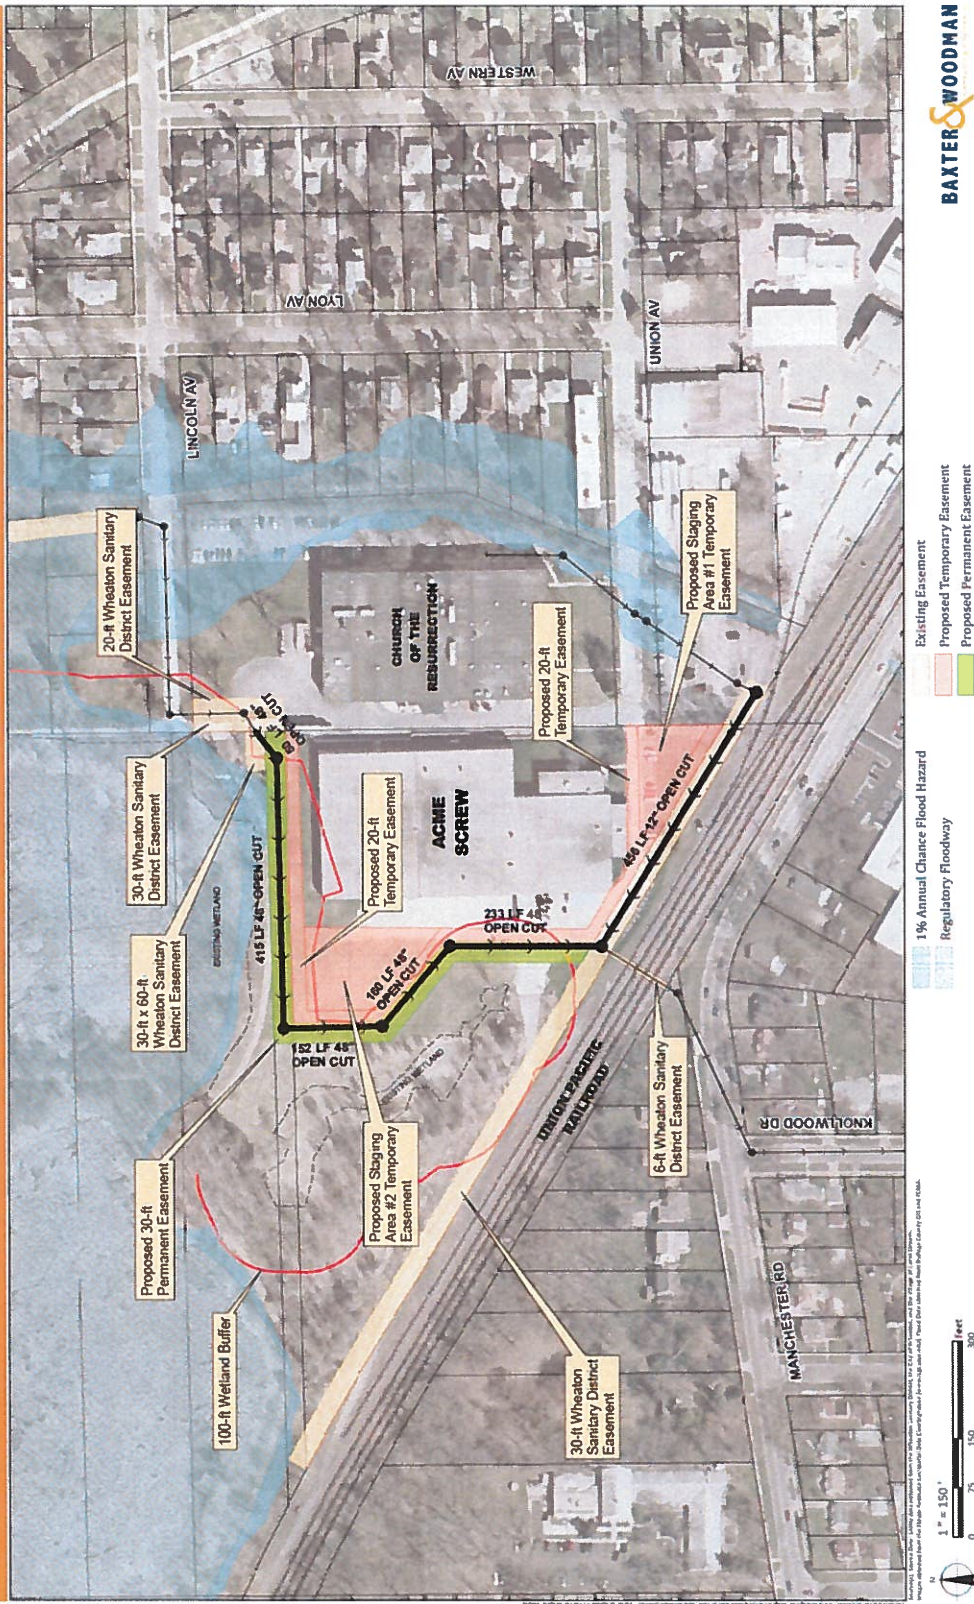 WESTERN AV
LYON AV
LINCOLN AV
UNION AV
20-ft Wheaton Sanitary
District Easement
30-ft Wheaton Sanitary
District Easement
30-ft x 60-ft
Wheaton Sanitary
District Easement
Proposed 30-ft
Permanent Easement
100-ft Wetland Buffer
EXISTING WETLAND
415 LF 48" OPEN CUT
OPEN CUT
CHURCH
OF THE
RESURRECTION
ACME
SCREW
Proposed 20-ft
Temporary Easement
Proposed 20-ft
Temporary Easement
Proposed Staging
Area #1 Temporary
Easement
152 LF 48"
OPEN CUT
160 LF 48"
OPEN CUT
233 LF 48"
OPEN CUT
OPEN CUT
EXISTING WETLAND
Proposed Staging
Area #2 Temporary
Easement
UNION PACIFIC
RAILROAD
6-ft Wheaton Sanitary
District Easement
30-ft Wheaton
Sanitary District
Easement
KNOLLWOOD DR
MANCHESTER RD
N
1" = 150'
0 75 150 300
Feet
1% Annual Chance Flood Hazard
Regulatory Floodway
Existing Easement
Proposed Temporary Easement
Proposed Permanent Easement
BAXTER & WOODMAN